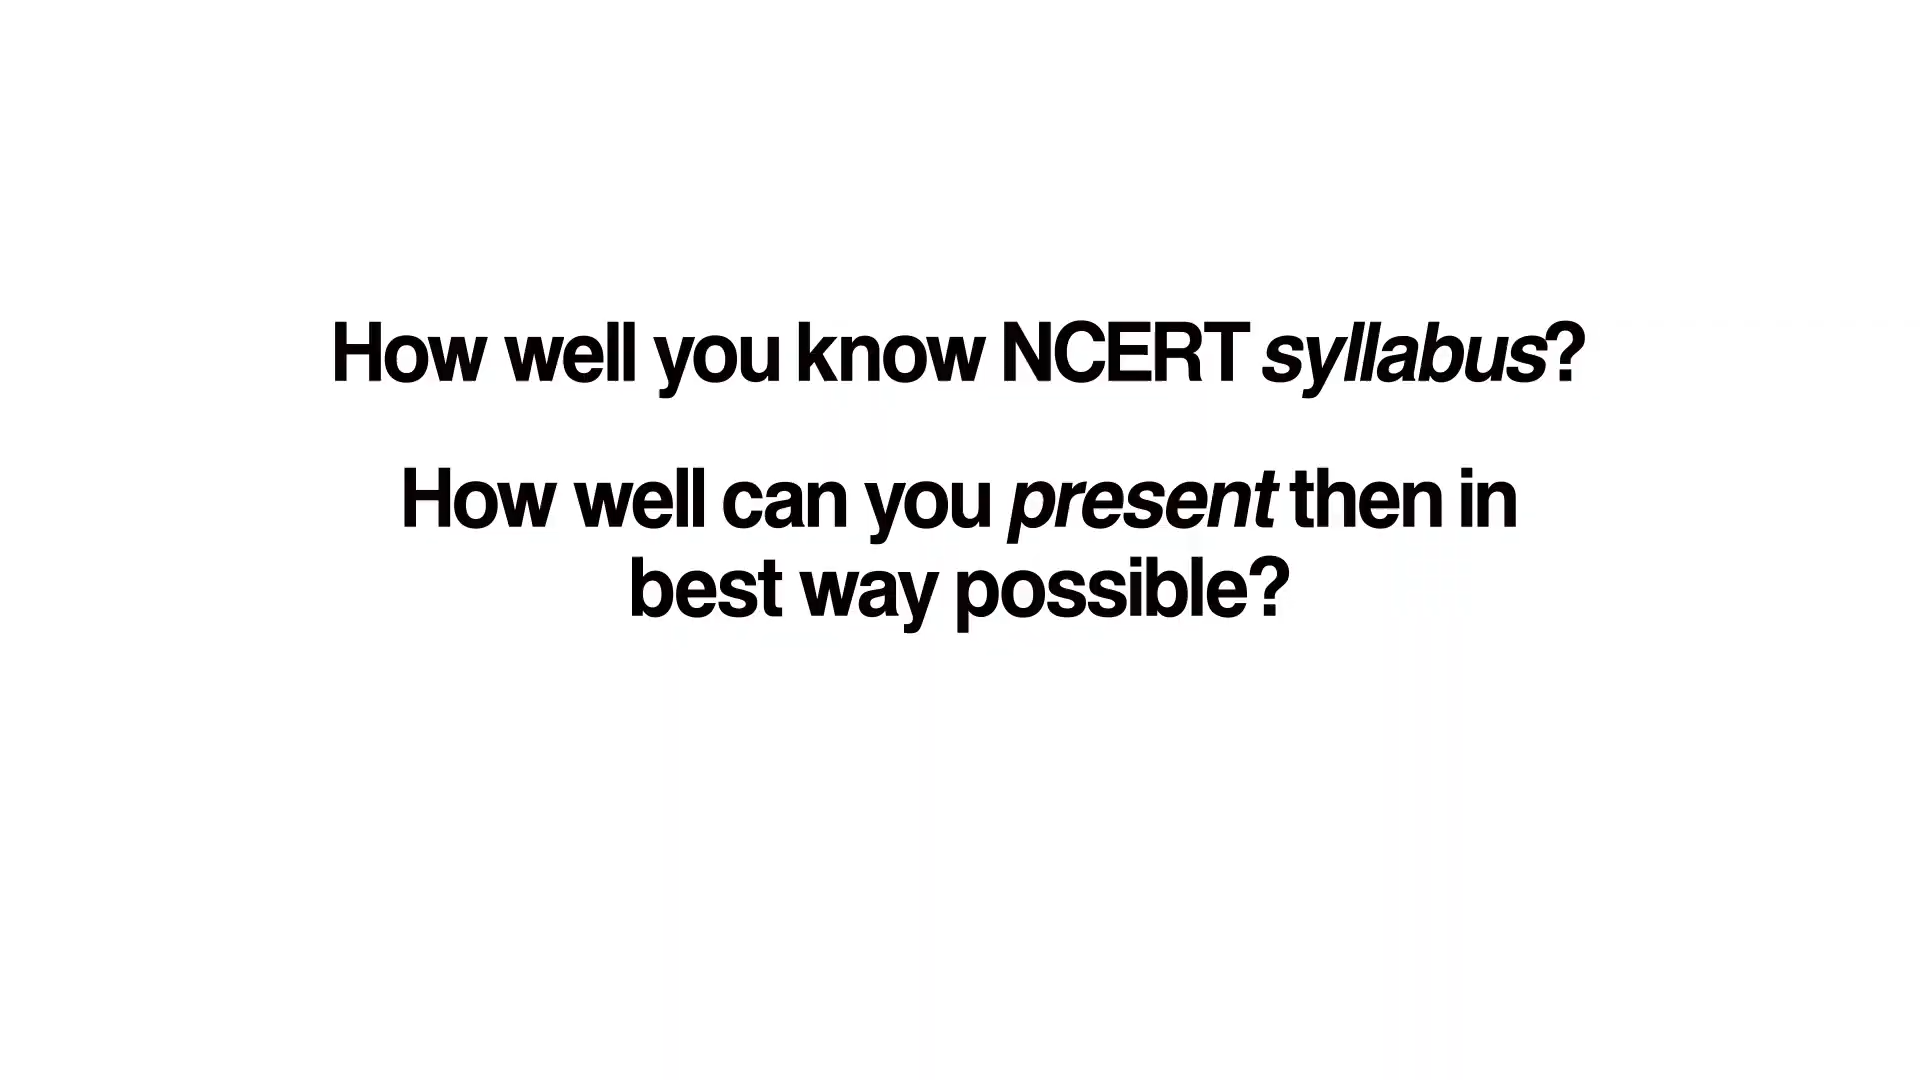 How well you know NCERT syllabus?
How well can you present then in
best way possible?